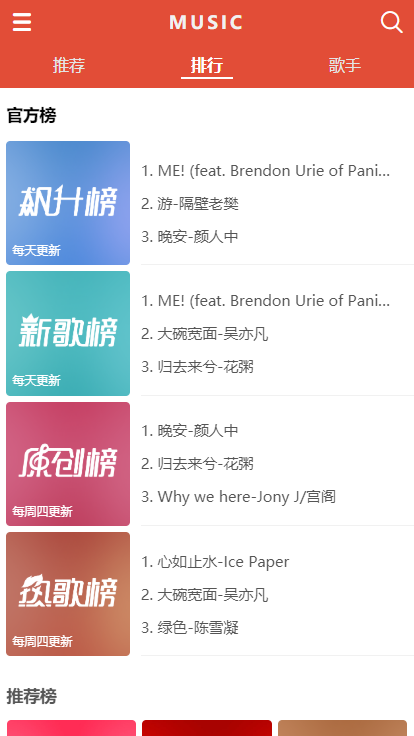 MUSIC
推荐 排行 歌手
官方榜
飙升榜
每天更新
1. ME! (feat. Brendon Urie of Pani...
2. 游-隔壁老樊
3. 晚安-颜人中
新歌榜
每天更新
1. ME! (feat. Brendon Urie of Pani...
2. 大碗宽面-吴亦凡
3. 归去来兮-花粥
原创榜
每周四更新
1. 晚安-颜人中
2. 归去来兮-花粥
3. Why we here-Jony J/宫阁
热歌榜
每周四更新
1. 心如止水-Ice Paper
2. 大碗宽面-吴亦凡
3. 绿色-陈雪凝
推荐榜